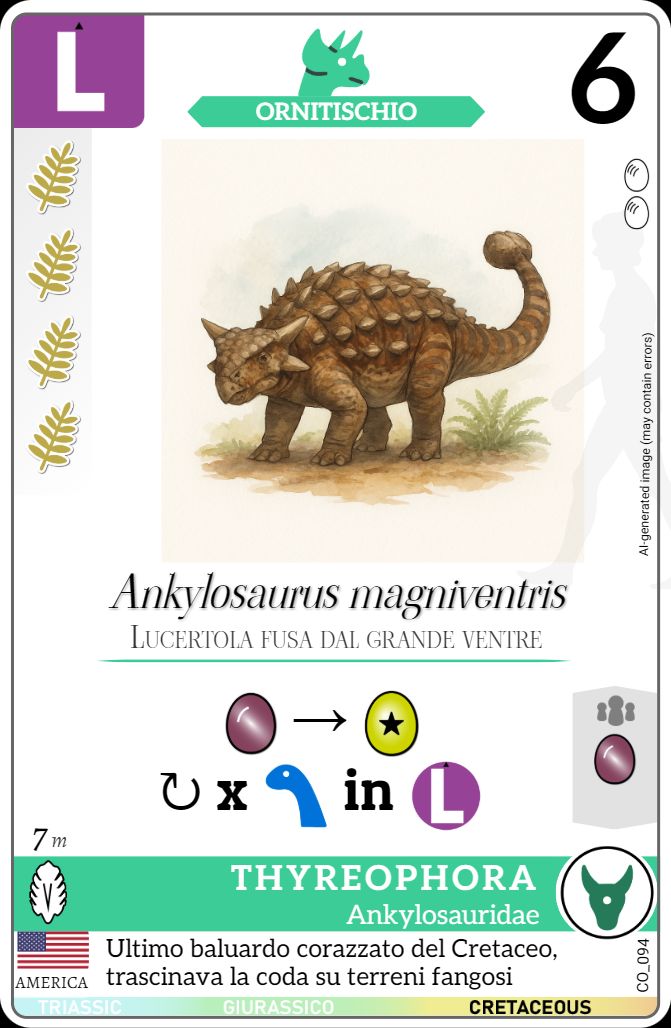 L
ORNITISCHIO
6
AI-generated image (may contain errors)
Ankylosaurus magniventris
LUCERTOLA FUSA DAL GRANDE VENTRE
x in L
7 m
THYREOPHORA
Ankylosauridae
AMERICA
Ultimo baluardo corazzato del Cretaceo,
trascinava la coda su terreni fangosi
CO_094
TRIASSIC GIURASSICO CRETACEOUS